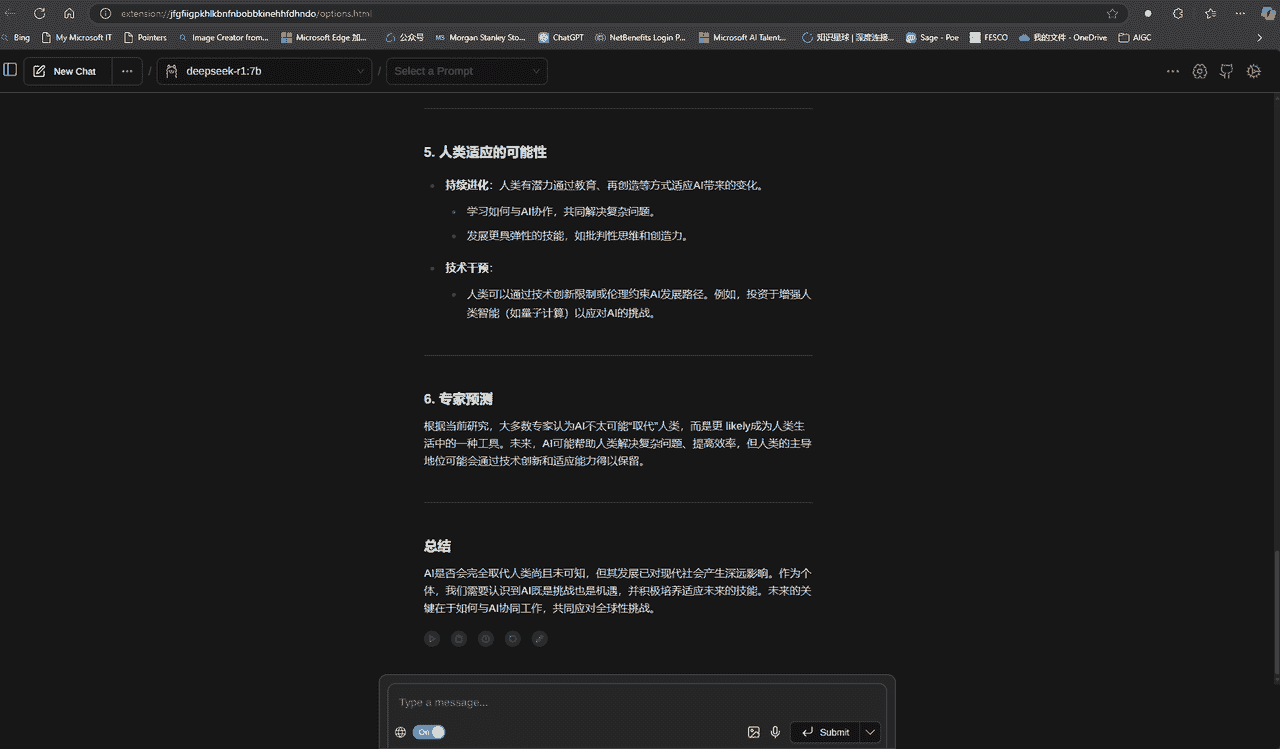 extension://jfgfiigpkhlkbnfnbobbkinehhfdhndo/options.html
Bing
My Microsoft IT
Pointers
Image Creator from...
Microsoft Edge 加...
公众号
MS Morgan Stanley Sto...
ChatGPT
NetBenefits Login P...
Microsoft AI Talent...
知识星球 | 深度连接...
Sage - Poe
FESCO
我的文件 - OneDrive
AIGC
New Chat
/
deepseek-r1:7b
/
Select a Prompt
5. 人类适应的可能性
持续进化：人类有潜力通过教育、再创造等方式适应AI带来的变化。
学习如何与AI协作，共同解决复杂问题。
发展更具弹性的技能，如批判性思维和创造力。
技术干预：
人类可以通过技术创新限制或伦理约束AI发展路径。例如，投资于增强人
类智能（如量子计算）以应对AI的挑战。
6. 专家预测
根据当前研究，大多数专家认为AI不太可能“取代”人类，而是更 likely成为人类生
活中的一种工具。未来，AI可能帮助人类解决复杂问题、提高效率，但人类的主导
地位可能会通过技术创新和适应能力得以保留。
总结
AI是否会完全取代人类尚且未可知，但其发展已对现代社会产生深远影响。作为个
体，我们需要认识到AI既是挑战也是机遇，并积极培养适应未来的技能。未来的关
键在于如何与AI协同工作，共同应对全球性挑战。
Type a message...
On
Submit